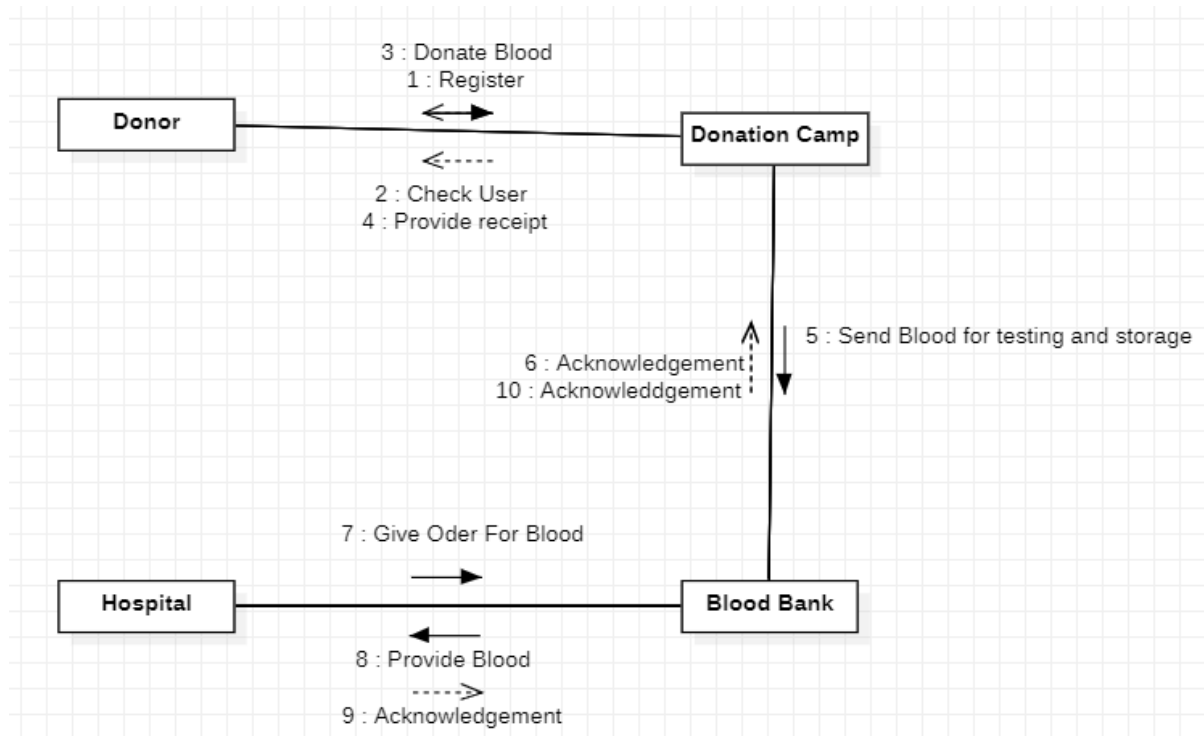 3 : Donate Blood
1 : Register
Donor
Donation Camp
2 : Check User
4 : Provide receipt
5 : Send Blood for testing and storage
6 : Acknowledgement
10 : Acknowleddgement
7 : Give Oder For Blood
Hospital
Blood Bank
8 : Provide Blood
9 : Acknowledgement